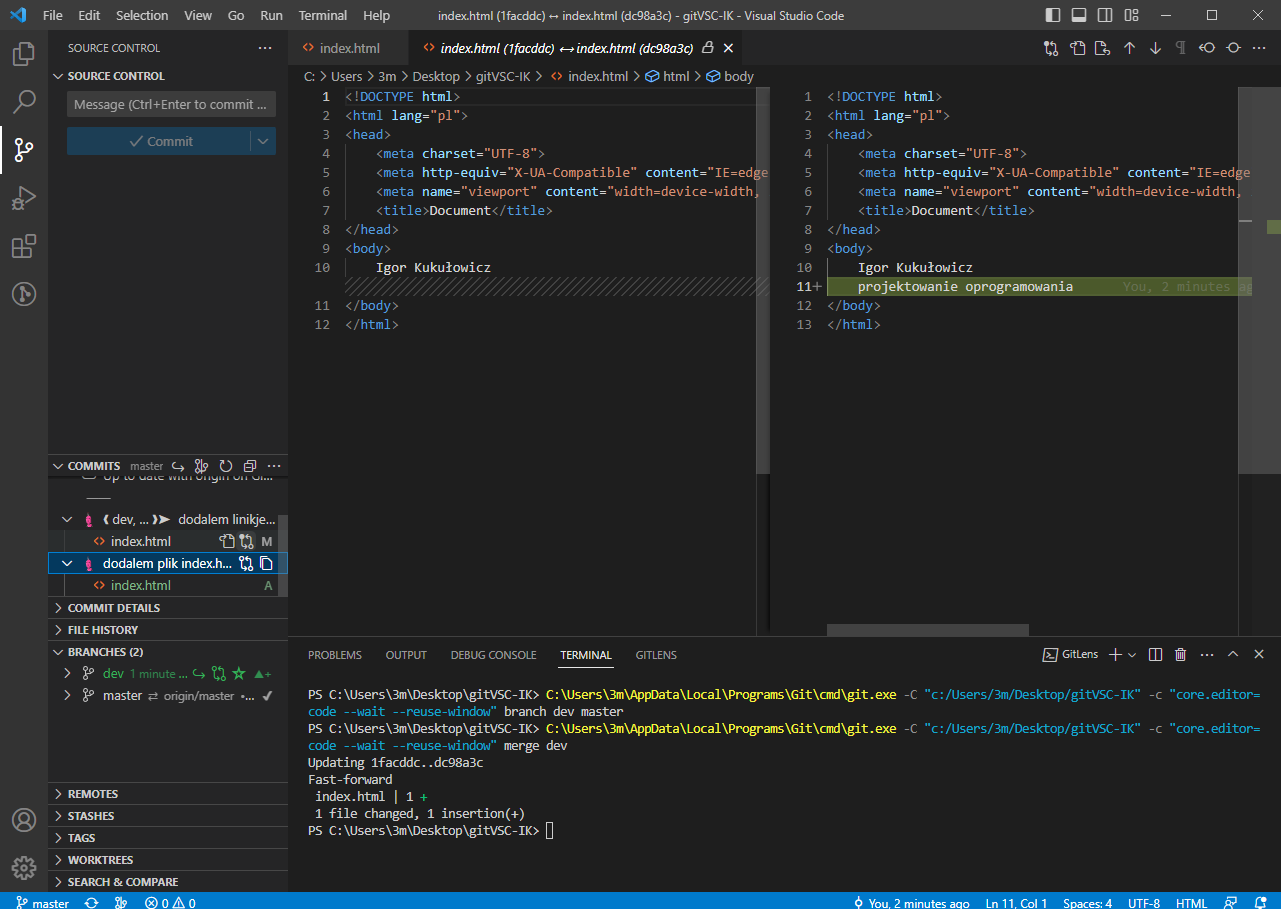 File Edit Selection View Go Run Terminal Help index.html (1facddc) ↔ index.html (dc98a3c) - gitVSC-IK - Visual Studio Code
SOURCE CONTROL ...
SOURCE CONTROL
Message (Ctrl+Enter to commit ...
Commit
COMMITS master
Up to date with origin on Gi...
dev, ... dodalem linikje...
index.html M
dodalem plik index.h...
index.html A
COMMIT DETAILS
FILE HISTORY
BRANCHES (2)
dev 1 minute ...
master ⇄ origin/master •...
REMOTES
STASHES
TAGS
WORKTREES
SEARCH & COMPARE
index.html index.html (1facddc) ↔ index.html (dc98a3c)
C: > Users > 3m > Desktop > gitVSC-IK > index.html > html > body
1 <!DOCTYPE html>
2 <html lang="pl">
3 <head>
4 <meta charset="UTF-8">
5 <meta http-equiv="X-UA-Compatible" content="IE=edge
6 <meta name="viewport" content="width=device-width,
7 <title>Document</title>
8 </head>
9 <body>
10 Igor Kukułowicz
11 </body>
12 </html>
1 <!DOCTYPE html>
2 <html lang="pl">
3 <head>
4 <meta charset="UTF-8">
5 <meta http-equiv="X-UA-Compatible" content="IE=edge
6 <meta name="viewport" content="width=device-width,
7 <title>Document</title>
8 </head>
9 <body>
10 Igor Kukułowicz
11+ projektowanie oprogramowania You, 2 minutes ag
12 </body>
13 </html>
PROBLEMS OUTPUT DEBUG CONSOLE TERMINAL GITLENS GitLens
PS C:\Users\3m\Desktop\gitVSC-IK> C:\Users\3m\AppData\Local\Programs\Git\cmd\git.exe -C "c:/Users/3m/Desktop/gitVSC-IK" -c "core.editor=
code --wait --reuse-window" branch dev master
PS C:\Users\3m\Desktop\gitVSC-IK> C:\Users\3m\AppData\Local\Programs\Git\cmd\git.exe -C "c:/Users/3m/Desktop/gitVSC-IK" -c "core.editor=
code --wait --reuse-window" merge dev
Updating 1facddc..dc98a3c
Fast-forward
index.html | 1 +
1 file changed, 1 insertion(+)
PS C:\Users\3m\Desktop\gitVSC-IK>
master 0 0 You, 2 minutes ago Ln 11, Col 1 Spaces: 4 UTF-8 HTML